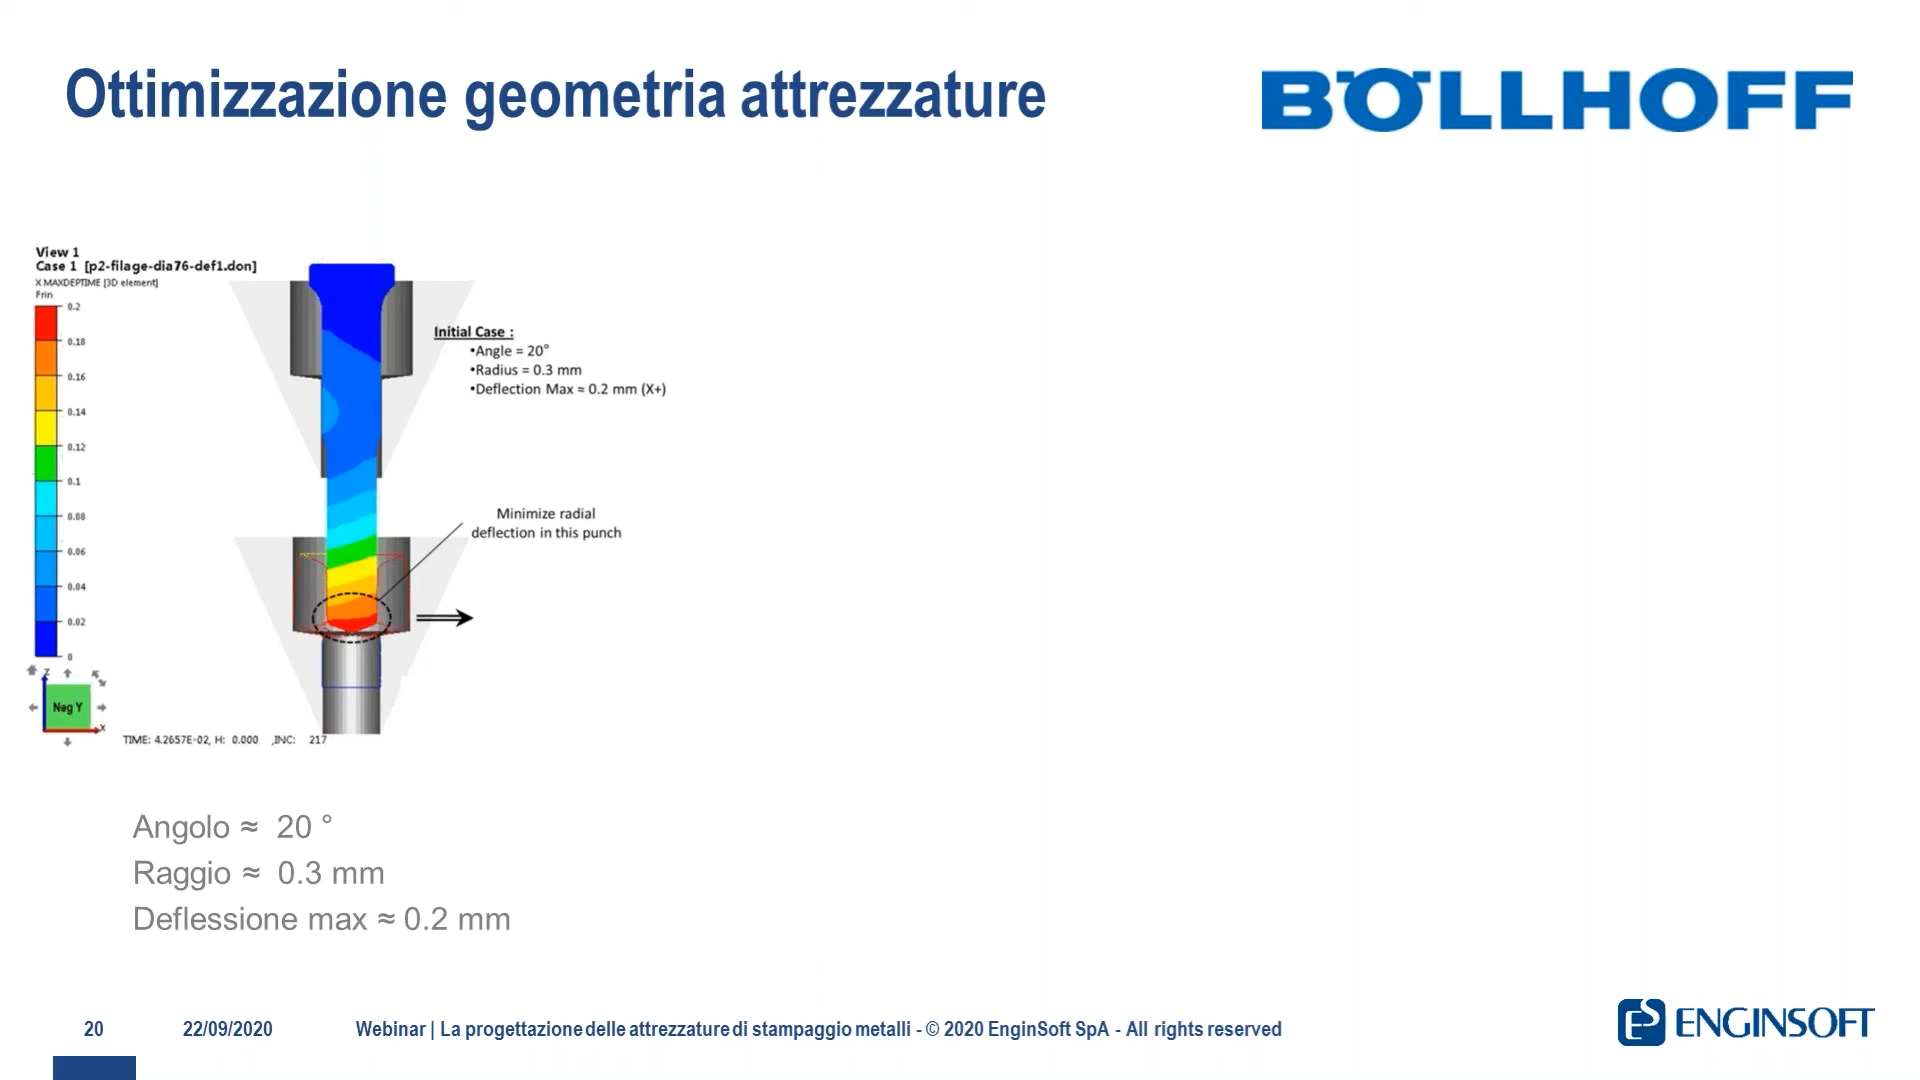 Ottimizzazione geometria attrezzature
BÖLLHOFF
View 1
Case 1 [p2-filage-dia76-def1.don]
X MAXDEPTIME [3D element]
Frin
0.2
0.18
0.16
0.14
0.12
0.1
0.08
0.06
0.04
0.02
0
Initial Case :
•Angle = 20°
•Radius = 0.3 mm
•Deflection Max ≈ 0.2 mm (X+)
Minimize radial
deflection in this punch
Z
Neg Y
X
TIME: 4.2657E-02, H: 0.000 ,INC: 217
Angolo ≈ 20 °
Raggio ≈ 0.3 mm
Deflessione max ≈ 0.2 mm
20 22/09/2020 Webinar | La progettazione delle attrezzature di stampaggio metalli - © 2020 EnginSoft SpA - All rights reserved
ES ENGINSOFT